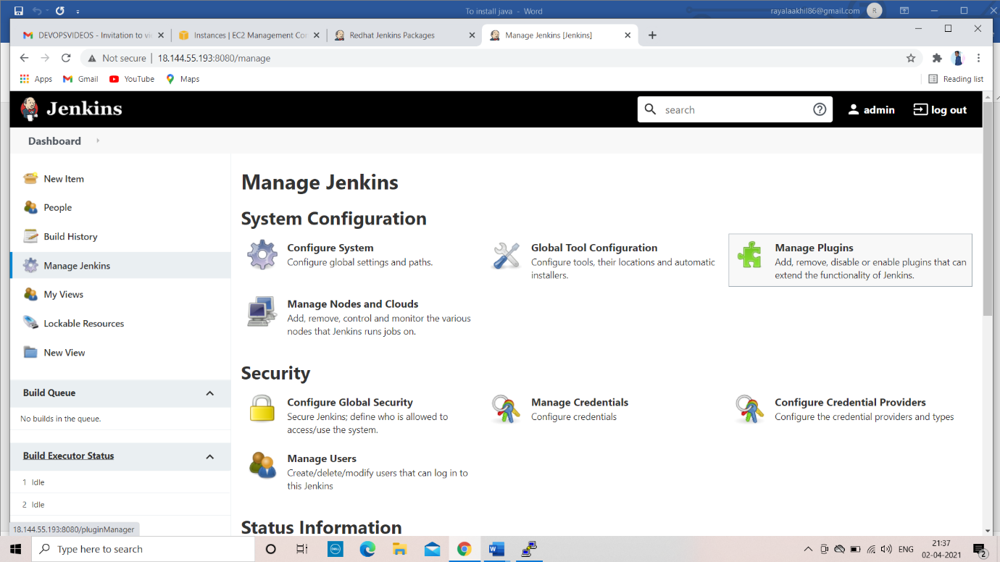 To install java - Word
rayalaakhil86@gmail.com
R
DEVOPSVIDEOS - Invitation to vi
Instances | EC2 Management Con
Redhat Jenkins Packages
Manage Jenkins [Jenkins]
Not secure | 18.144.55.193:8080/manage
Apps
Gmail
YouTube
Maps
Reading list
Jenkins
search
admin
log out
Dashboard
New Item
People
Build History
Manage Jenkins
My Views
Lockable Resources
New View
Build Queue
No builds in the queue.
Build Executor Status
1 Idle
2 Idle
Manage Jenkins
System Configuration
Configure System
Configure global settings and paths.
Global Tool Configuration
Configure tools, their locations and automatic
installers.
Manage Plugins
Add, remove, disable or enable plugins that can
extend the functionality of Jenkins.
Manage Nodes and Clouds
Add, remove, control and monitor the various
nodes that Jenkins runs jobs on.
Security
Configure Global Security
Secure Jenkins; define who is allowed to
access/use the system.
Manage Credentials
Configure credentials
Configure Credential Providers
Configure the credential providers and types
Manage Users
Create/delete/modify users that can log in to
this Jenkins
Status Information
18.144.55.193:8080/pluginManager
Type here to search
DELL
W
ENG
21:37
02-04-2021
2